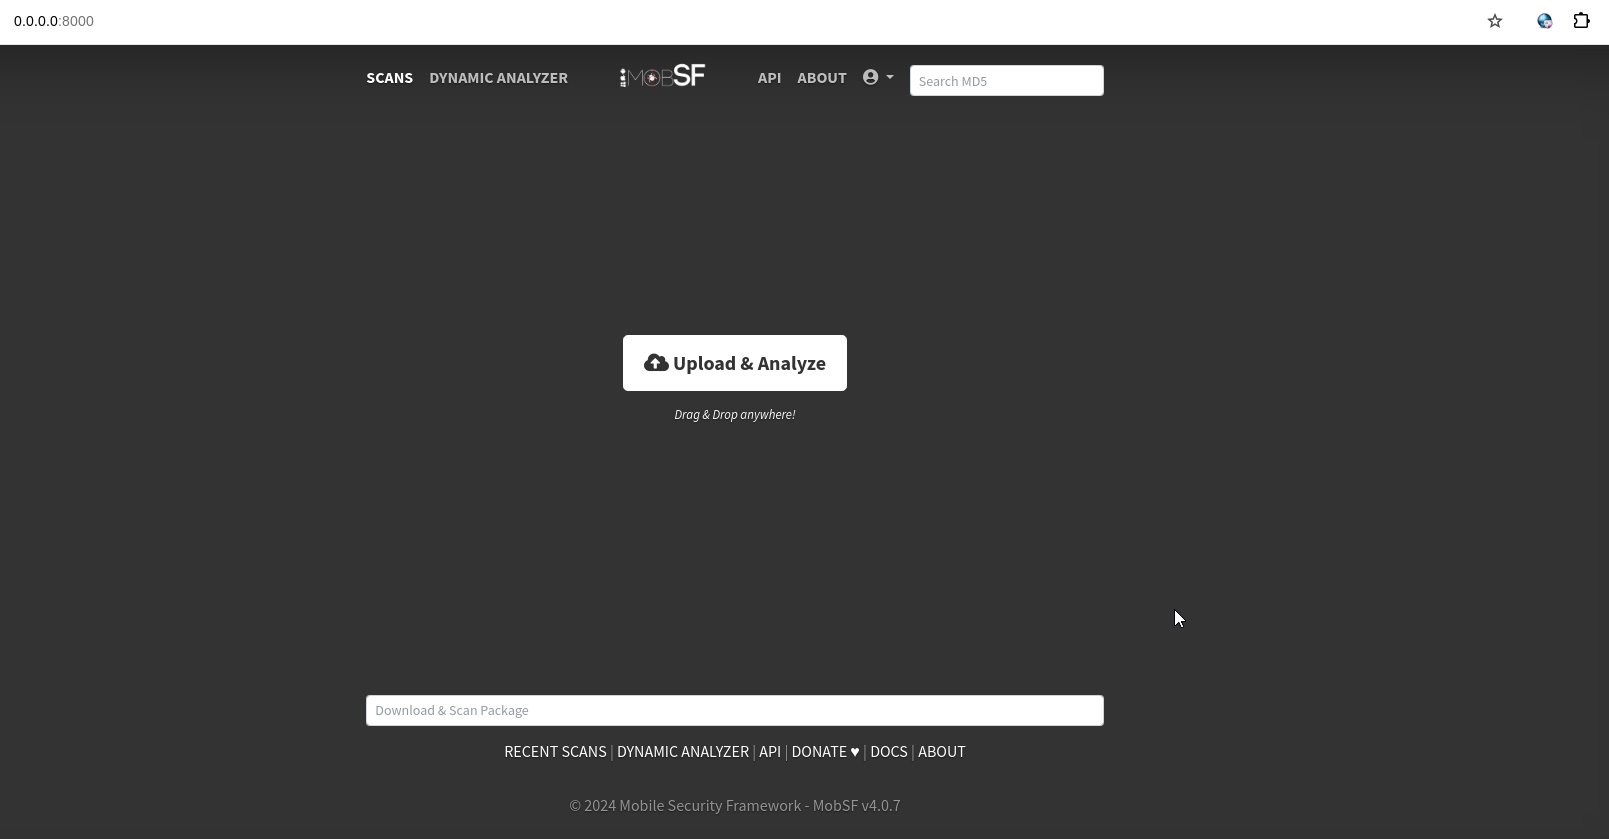 0.0.0.0:8000
SCANS DYNAMIC ANALYZER MOBSF API ABOUT Search MD5
Upload & Analyze
Drag & Drop anywhere!
Download & Scan Package
RECENT SCANS | DYNAMIC ANALYZER | API | DONATE ♥ | DOCS | ABOUT
© 2024 Mobile Security Framework - MobSF v4.0.7